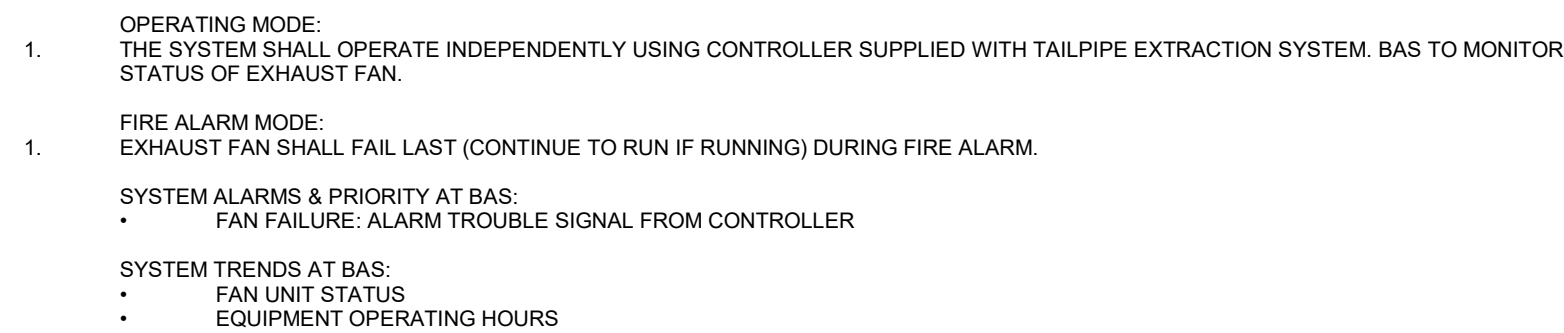 OPERATING MODE:
1. THE SYSTEM SHALL OPERATE INDEPENDENTLY USING CONTROLLER SUPPLIED WITH TAILPIPE EXTRACTION SYSTEM. BAS TO MONITOR
STATUS OF EXHAUST FAN.
FIRE ALARM MODE:
1. EXHAUST FAN SHALL FAIL LAST (CONTINUE TO RUN IF RUNNING) DURING FIRE ALARM.
SYSTEM ALARMS & PRIORITY AT BAS:
• FAN FAILURE: ALARM TROUBLE SIGNAL FROM CONTROLLER
SYSTEM TRENDS AT BAS:
• FAN UNIT STATUS
• EQUIPMENT OPERATING HOURS